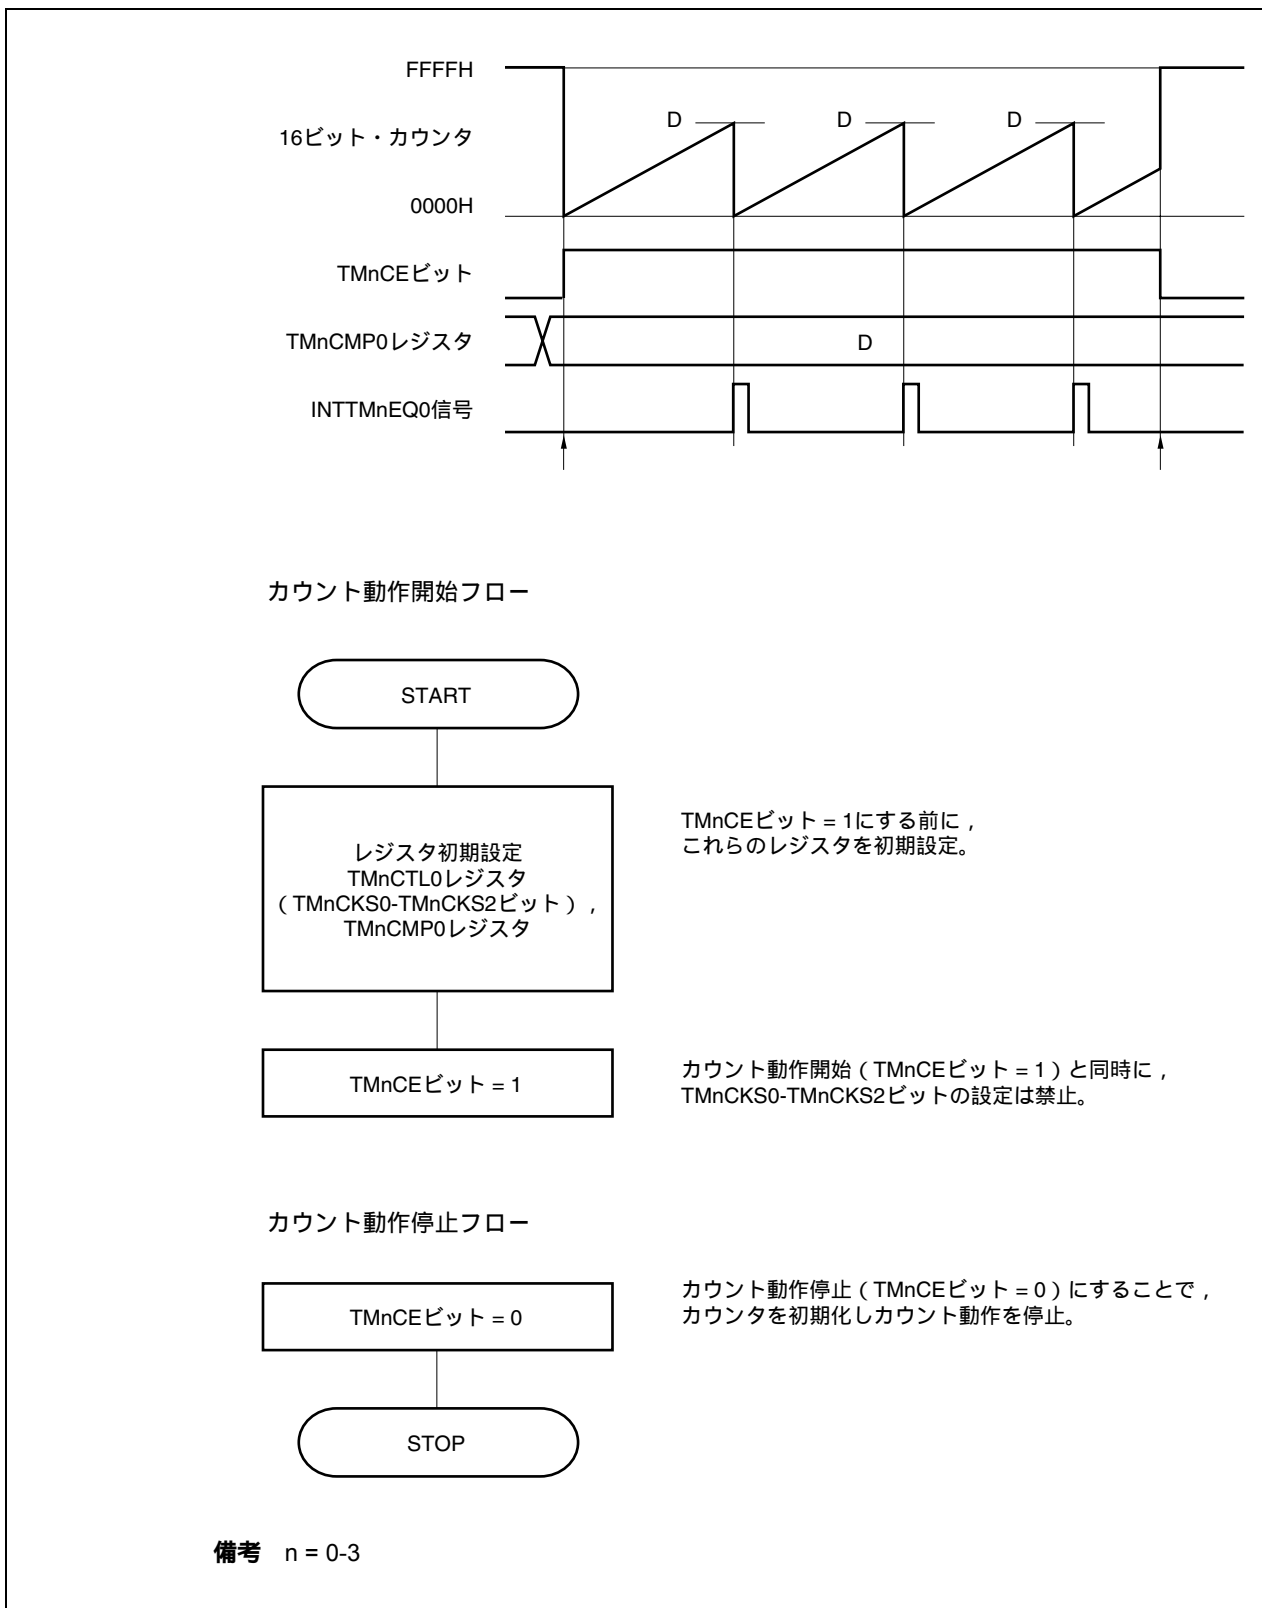 FFFFH
D D D
16ビット・カウンタ
0000H
TMnCEビット
TMnCMP0レジスタ D
INTTMnEQ0信号
カウント動作開始フロー
START
レジスタ初期設定
TMnCTL0レジスタ
（TMnCKS0-TMnCKS2ビット），
TMnCMP0レジスタ
TMnCEビット = 1にする前に，
これらのレジスタを初期設定。
TMnCEビット = 1
カウント動作開始（TMnCEビット = 1）と同時に，
TMnCKS0-TMnCKS2ビットの設定は禁止。
カウント動作停止フロー
TMnCEビット = 0
カウント動作停止（TMnCEビット = 0）にすることで，
カウンタを初期化しカウント動作を停止。
STOP
備考 n = 0-3